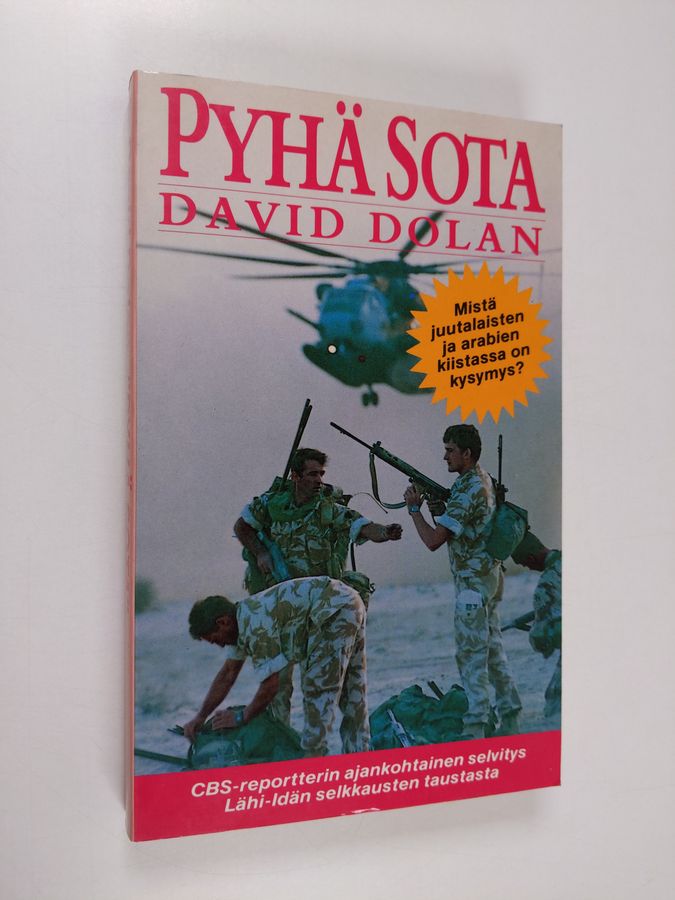 PYHÄ SOTA
DAVID DOLAN
Mistä
juutalaisten
ja arabien
kiistassa on
kysymys?
CBS-reportterin ajankohtainen selvitys
Lähi-Idän selkkausten taustasta